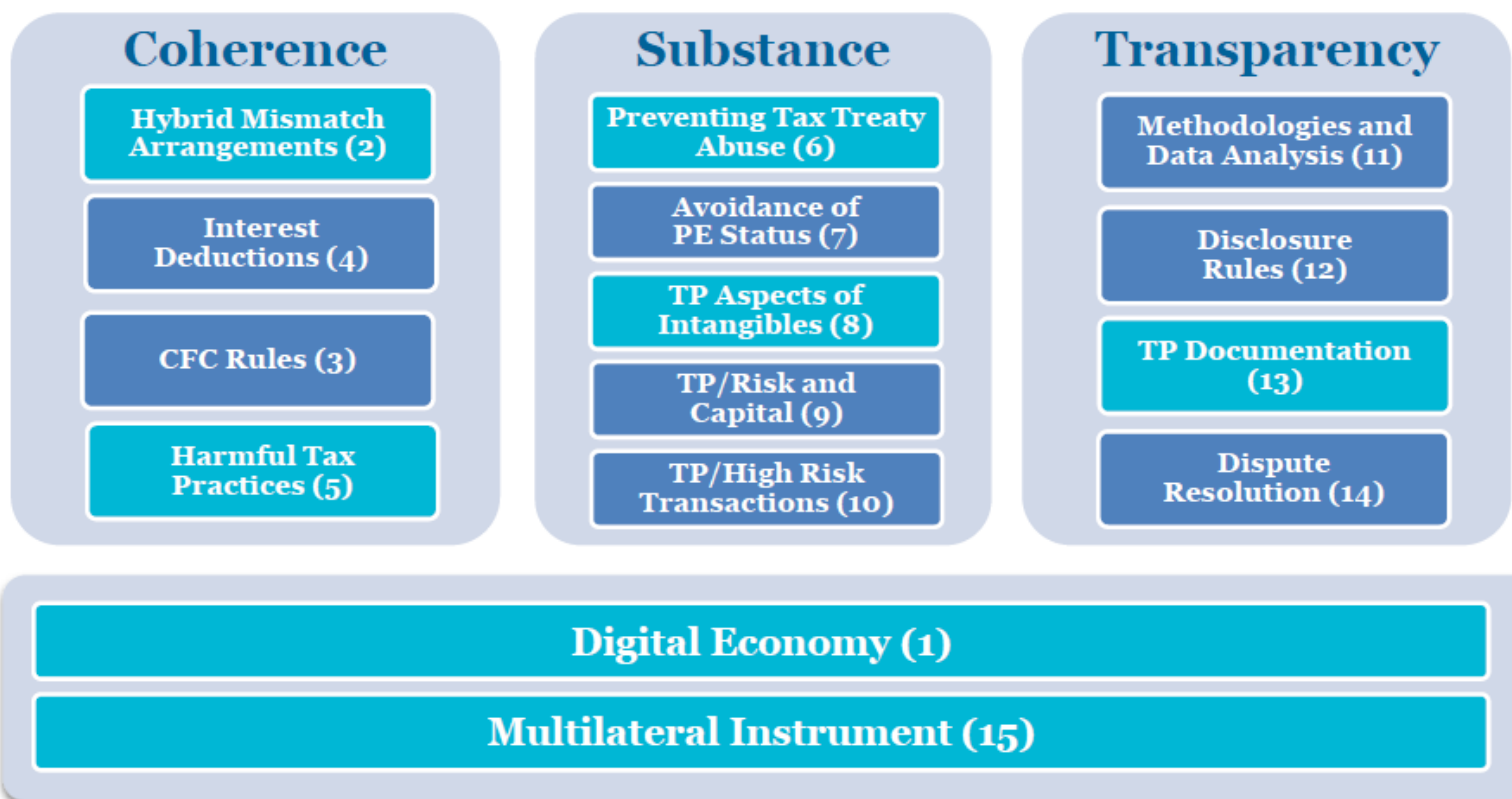 Coherence
Hybrid Mismatch
Arrangements (2)
Interest
Deductions (4)
CFC Rules (3)
Harmful Tax
Practices (5)
Substance
Preventing Tax Treaty
Abuse (6)
Avoidance of
PE Status (7)
TP Aspects of
Intangibles (8)
TP/Risk and
Capital (9)
TP/High Risk
Transactions (10)
Transparency
Methodologies and
Data Analysis (11)
Disclosure
Rules (12)
TP Documentation
(13)
Dispute
Resolution (14)
Digital Economy (1)
Multilateral Instrument (15)